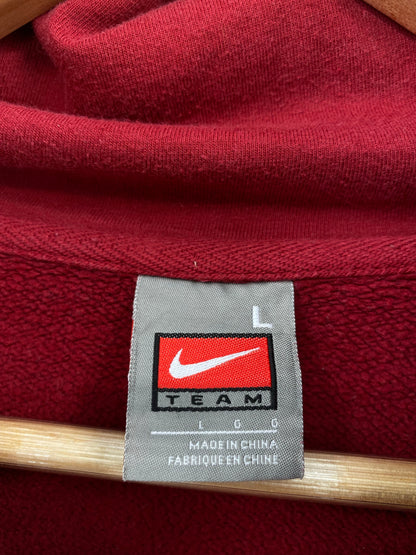 L
TEAM
L G G
MADE IN CHINA
FABRIQUE EN CHINE